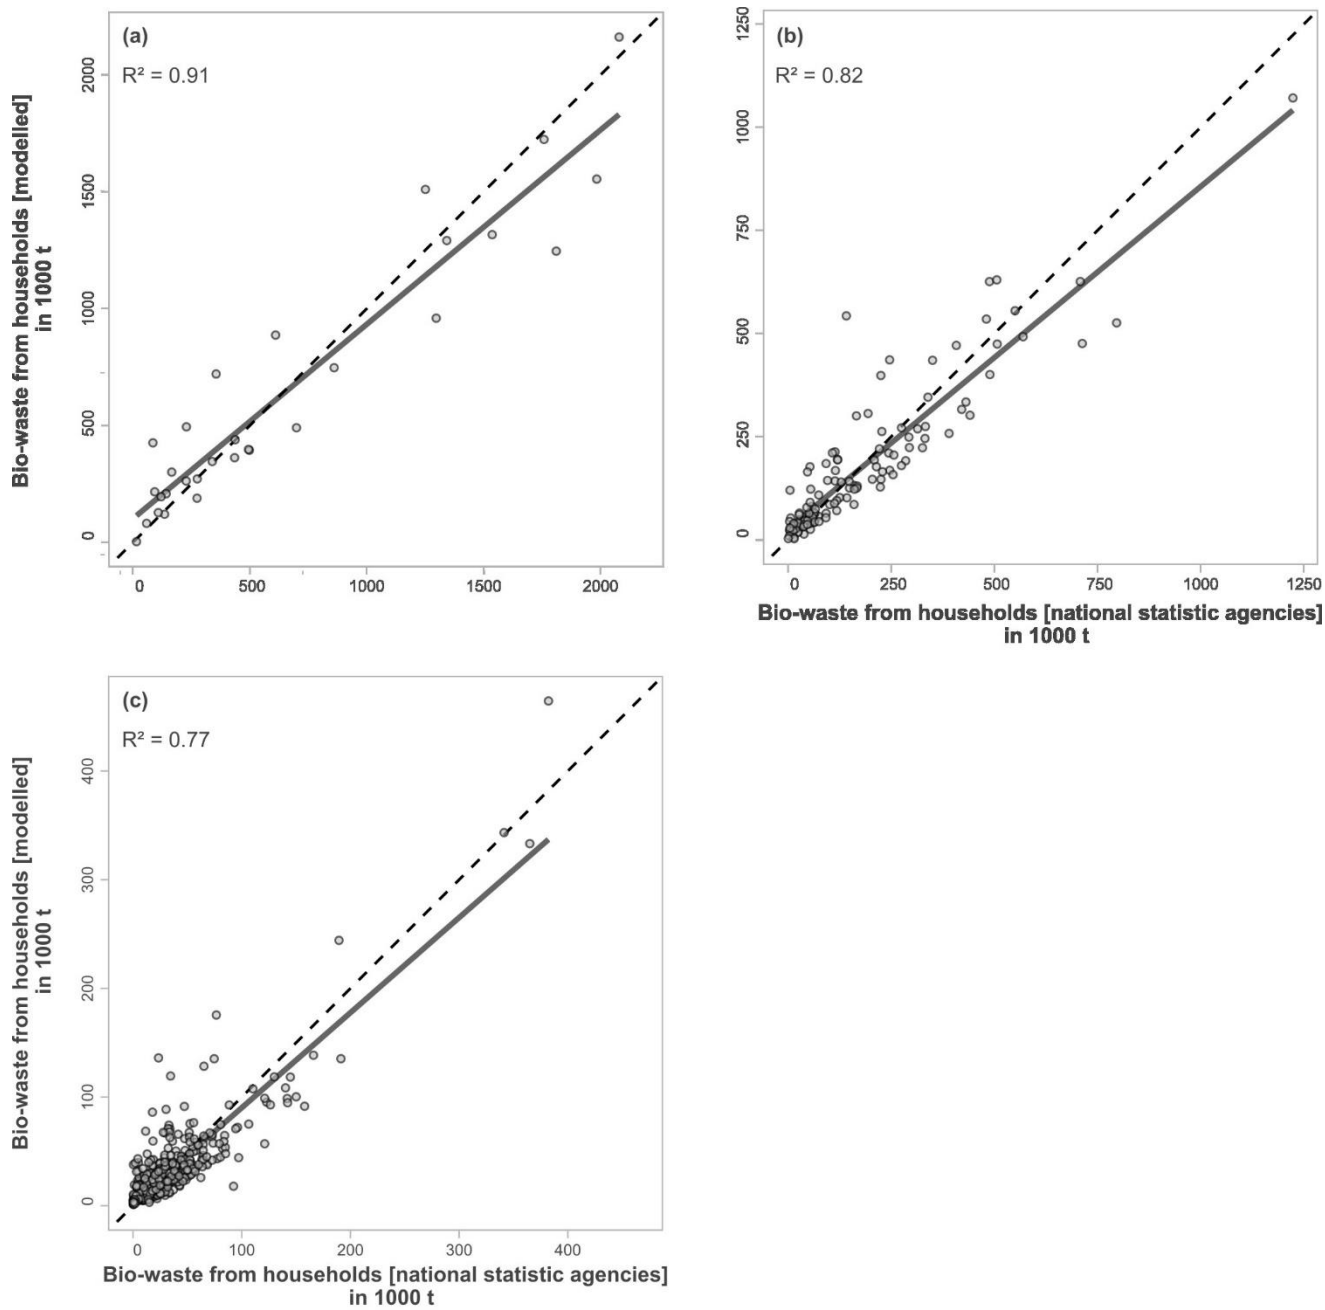 (a)
R² = 0.91
Bio-waste from households [modelled]
in 1000 t
0
500
1000
1500
2000
0
500
1000
1500
2000
(b)
R² = 0.82
0
250
500
750
1000
1250
0
250
500
750
1000
1250
Bio-waste from households [national statistic agencies]
in 1000 t
(c)
R² = 0.77
Bio-waste from households [modelled]
in 1000 t
0
100
200
300
400
0
100
200
300
400
Bio-waste from households [national statistic agencies]
in 1000 t